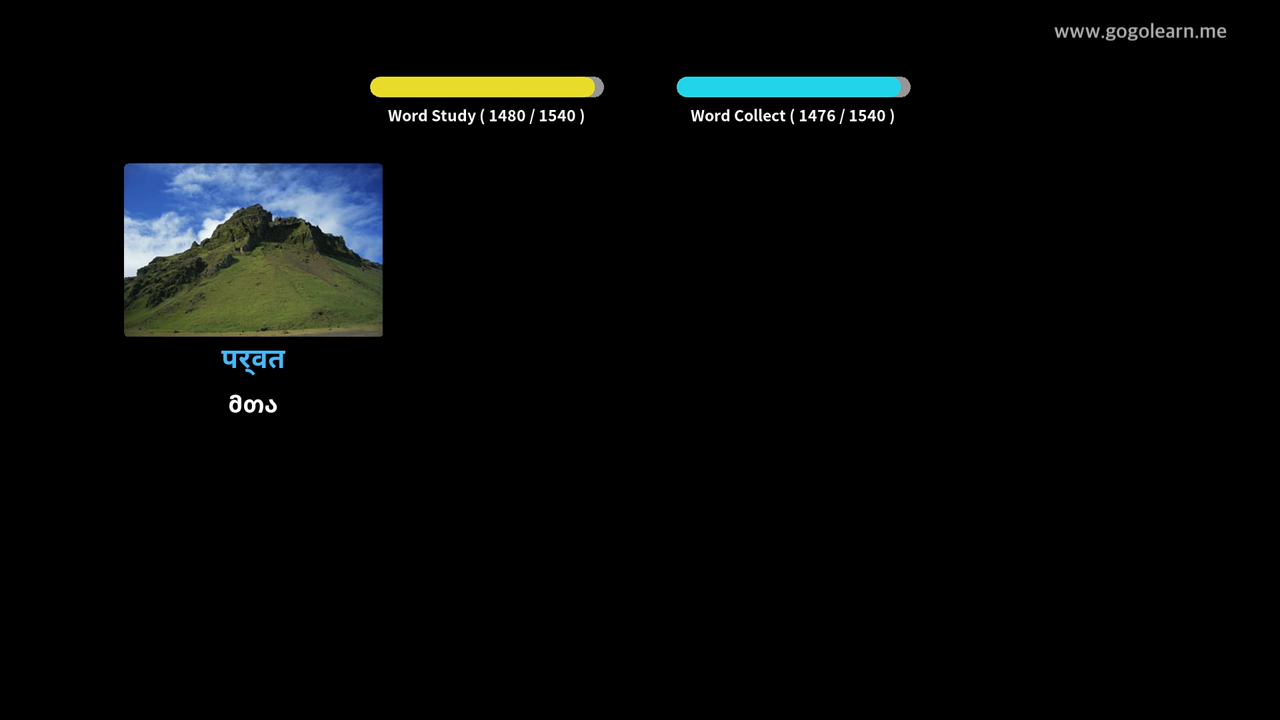 www.gogolearn.me
Word Study ( 1480 / 1540 )
Word Collect ( 1476 / 1540 )
पर्‌वत
მთა